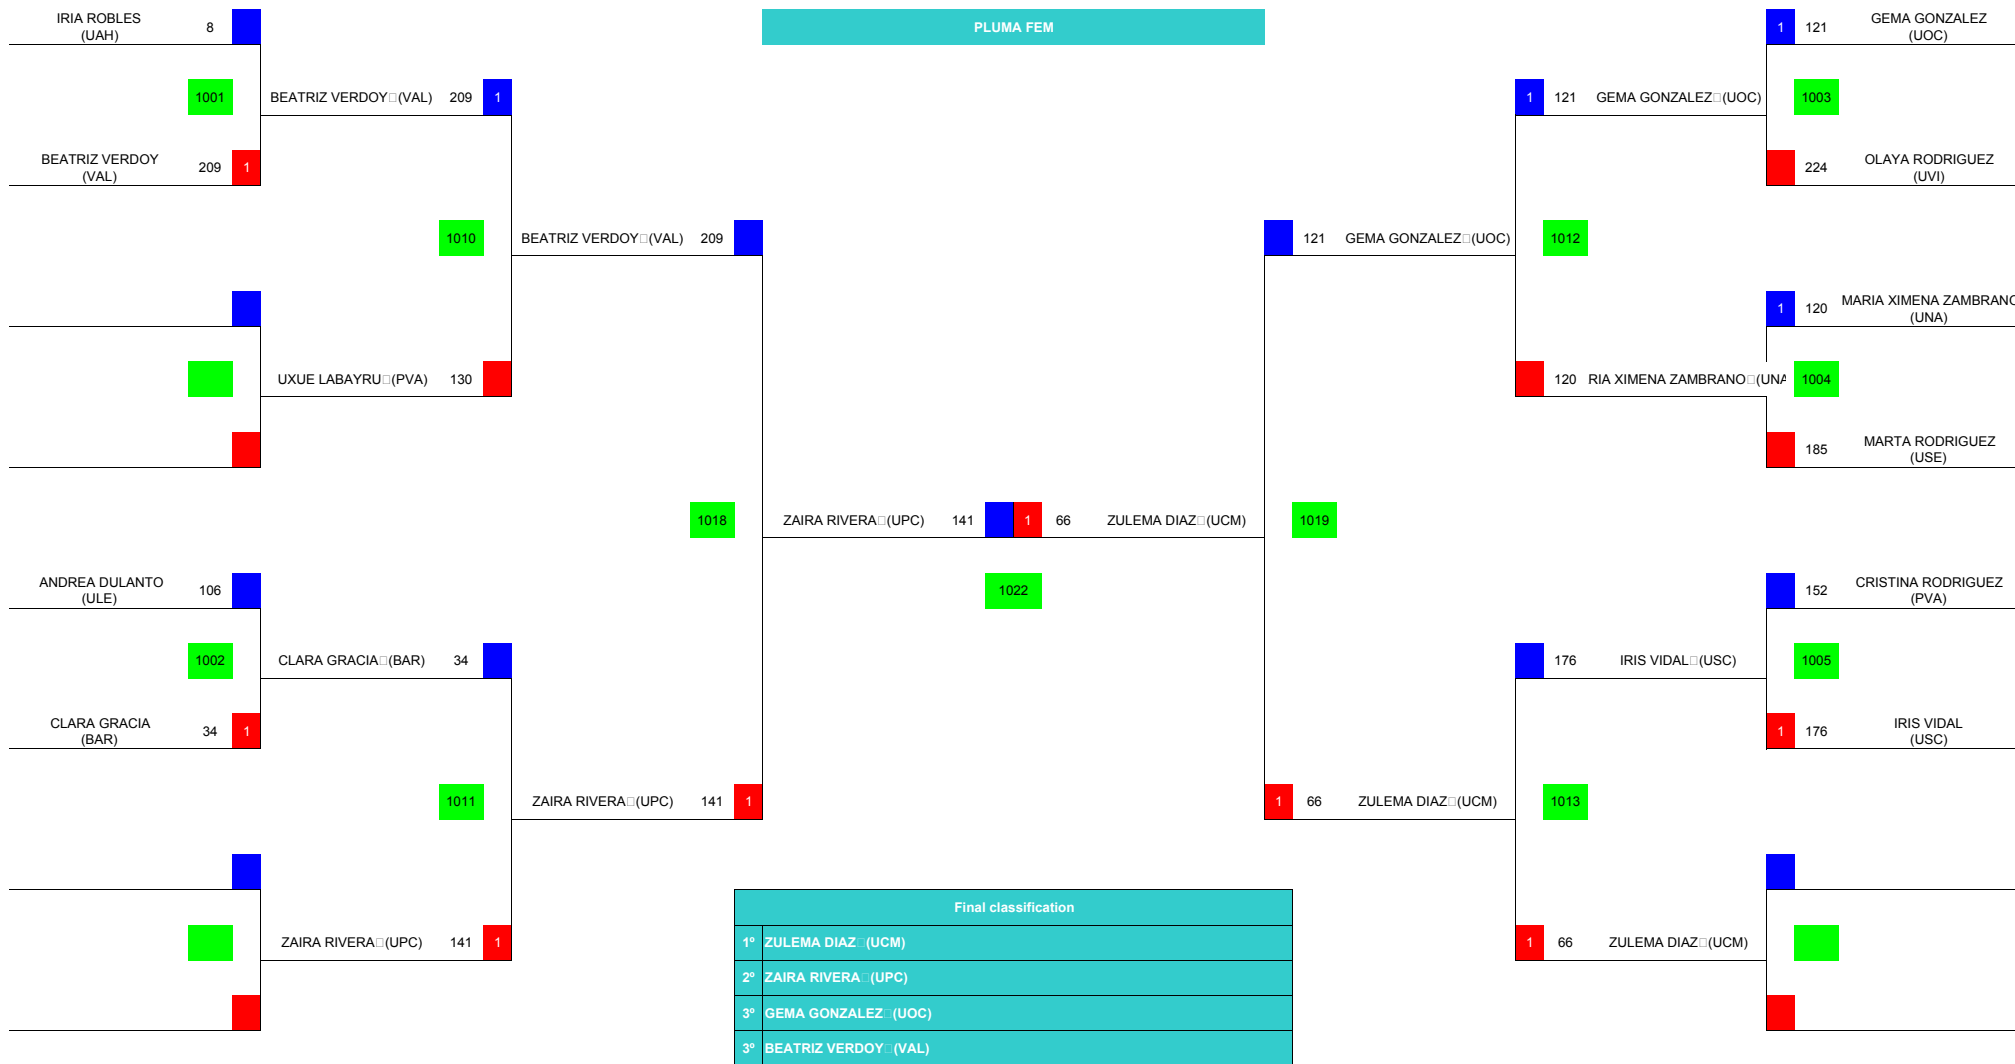 PLUMA FEM
IRIA ROBLES
(UAH) 8
1001
BEATRIZ VERDOY
(VAL) 209 1
BEATRIZ VERDOY□(VAL) 209 1
1010
UXUE LABAYRU□(PVA) 130
BEATRIZ VERDOY□(VAL) 209
1018
ANDREA DULANTO
(ULE) 106
1002
CLARA GRACIA
(BAR) 34 1
CLARA GRACIA□(BAR) 34
1011
ZAIRA RIVERA□(UPC) 141 1
ZAIRA RIVERA□(UPC) 141 1
ZAIRA RIVERA□(UPC) 141
1 66 ZULEMA DIAZ□(UCM)
1022
1 121 GEMA GONZALEZ
(UOC)
1003
224 OLAYA RODRIGUEZ
(UVI)
1 121 GEMA GONZALEZ□(UOC)
1012
121 GEMA GONZALEZ□(UOC)
1 120 MARIA XIMENA ZAMBRANO
(UNA)
120 RIA XIMENA ZAMBRANO□(UNA
1004
185 MARTA RODRIGUEZ
(USE)
1019
152 CRISTINA RODRIGUEZ
(PVA)
176 IRIS VIDAL□(USC)
1005
1 176 IRIS VIDAL
(USC)
1 66 ZULEMA DIAZ□(UCM)
1013
1 66 ZULEMA DIAZ□(UCM)
Final classification
1º ZULEMA DIAZ□(UCM)
2º ZAIRA RIVERA□(UPC)
3º GEMA GONZALEZ□(UOC)
3º BEATRIZ VERDOY□(VAL)